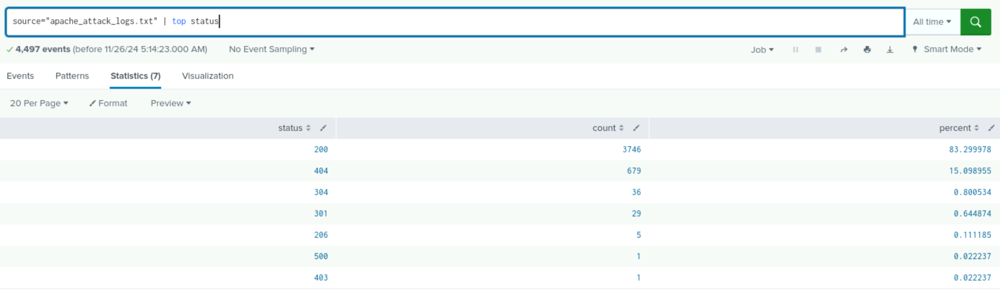 source="apache_attack_logs.txt" | top status
All time
4,497 events (before 11/26/24 5:14:23.000 AM)
No Event Sampling
Job
Smart Mode
Events
Patterns
Statistics (7)
Visualization
20 Per Page
Format
Preview
status count percent
200 3746 83.299978
404 679 15.098955
304 36 0.800534
301 29 0.644874
206 5 0.111185
500 1 0.022237
403 1 0.022237